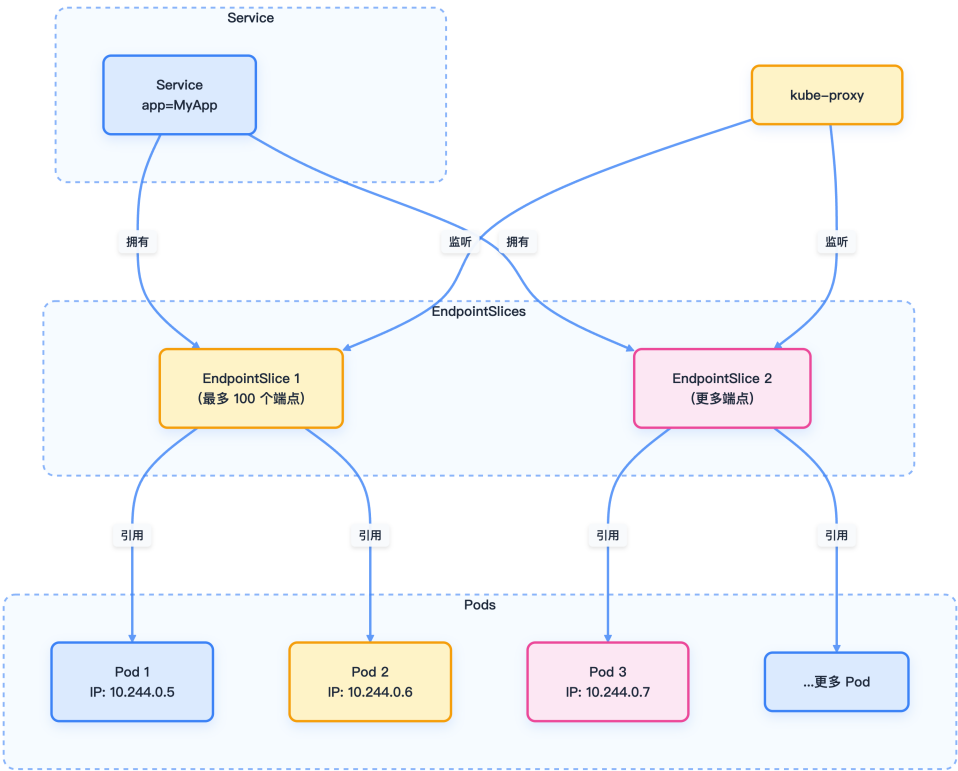 Service
Service
app=MyApp
kube-proxy
拥有
监听
拥有
监听
EndpointSlices
EndpointSlice 1
(最多 100 个端点)
EndpointSlice 2
(更多端点)
引用
引用
引用
引用
Pods
Pod 1
IP: 10.244.0.5
Pod 2
IP: 10.244.0.6
Pod 3
IP: 10.244.0.7
...更多 Pod